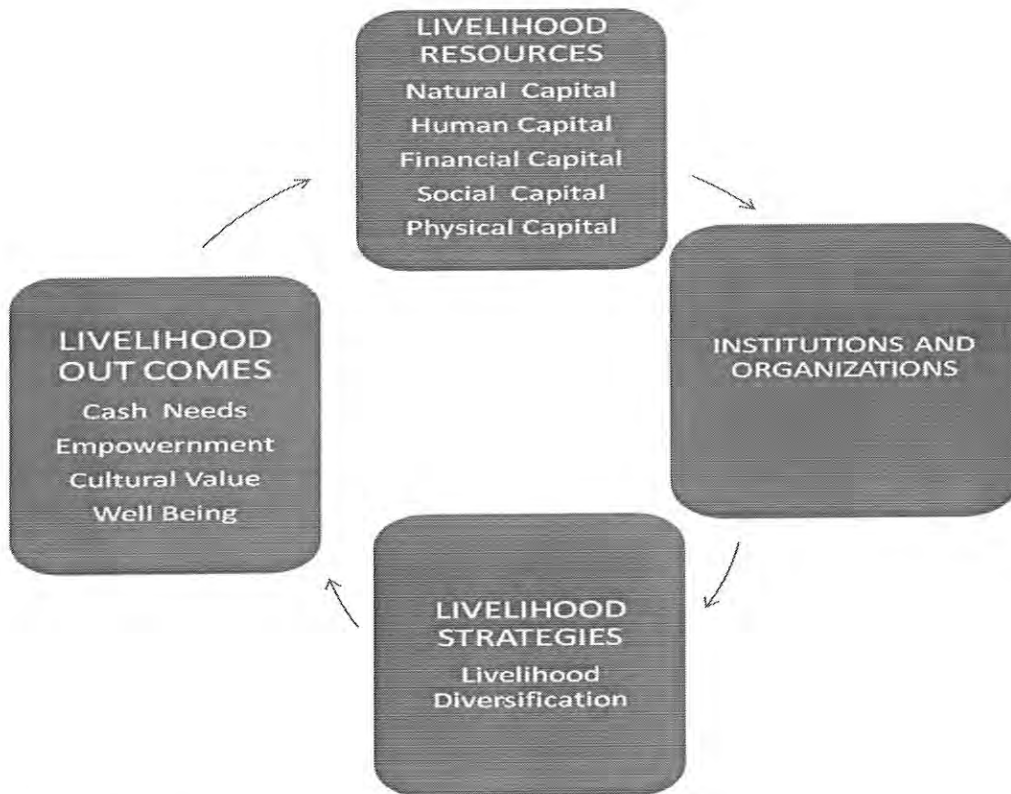 LIVELIHOOD
RESOURCES
Natural Capital
Human Capital
Financial Capital
Social Capital
Physical Capital
INSTITUTIONS AND
ORGANIZATIONS
LIVELIHOOD
STRATEGIES
Livelihood
Diversification
LIVELIHOOD
OUT COMES
Cash Needs
Empowernment
Cultural Value
Well Being